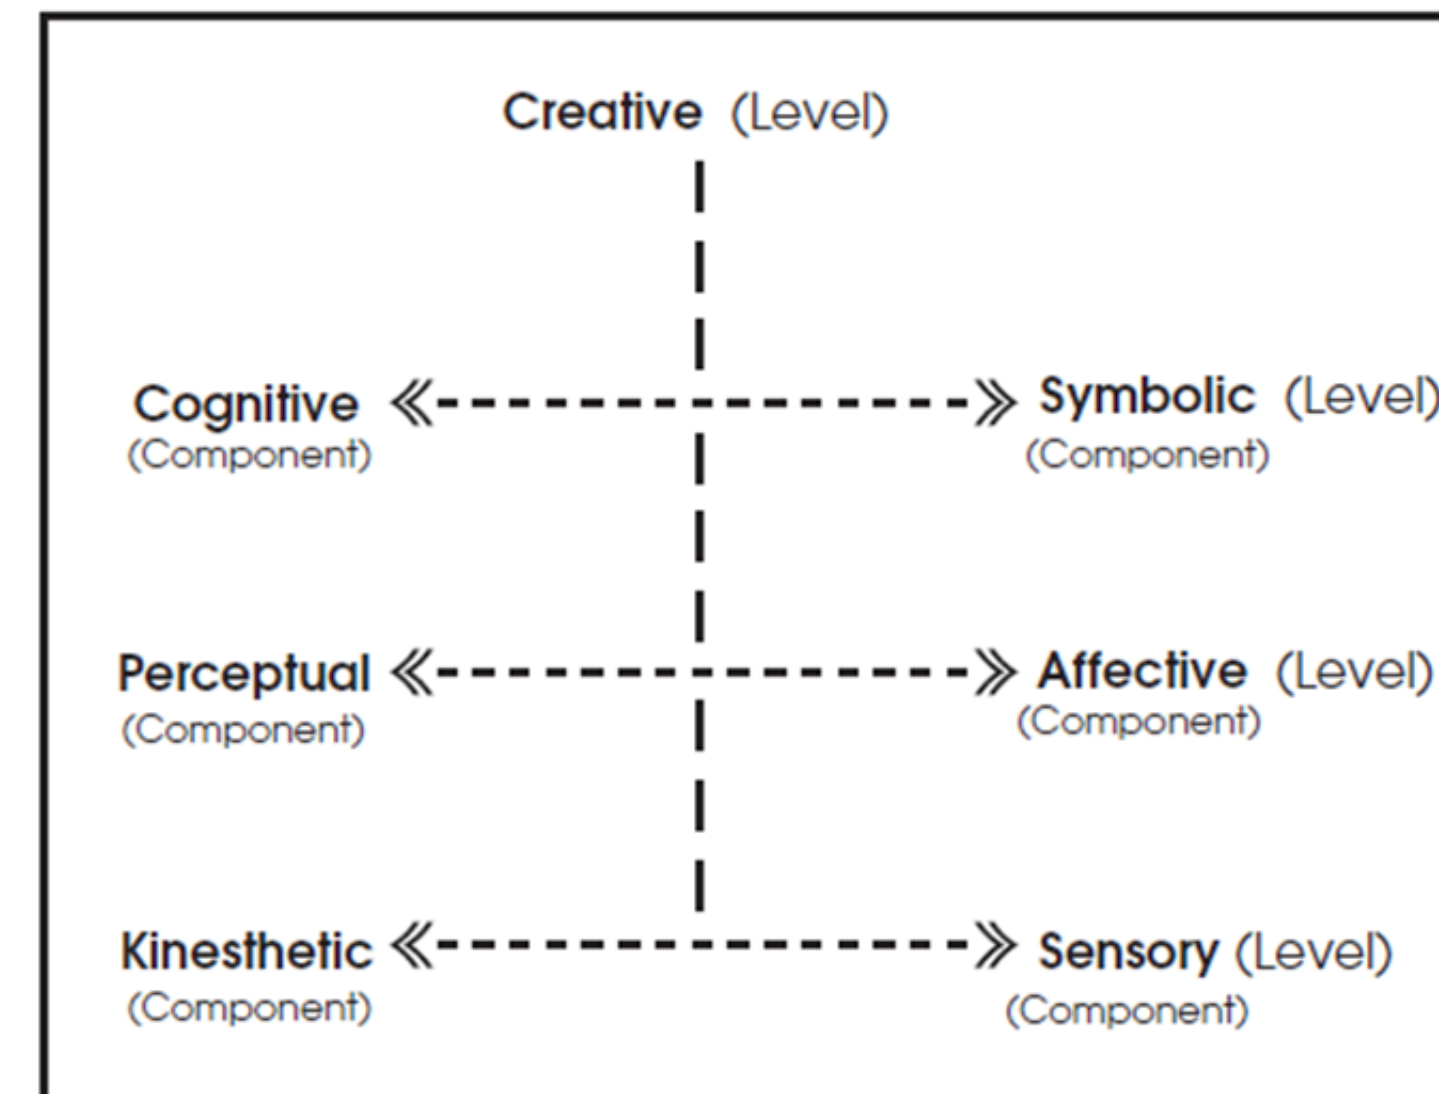 Creative (Level)
Cognitive Symbolic (Level)
(Component) (Component)
Perceptual Affective (Level)
(Component) (Component)
Kinesthetic Sensory (Level)
(Component) (Component)